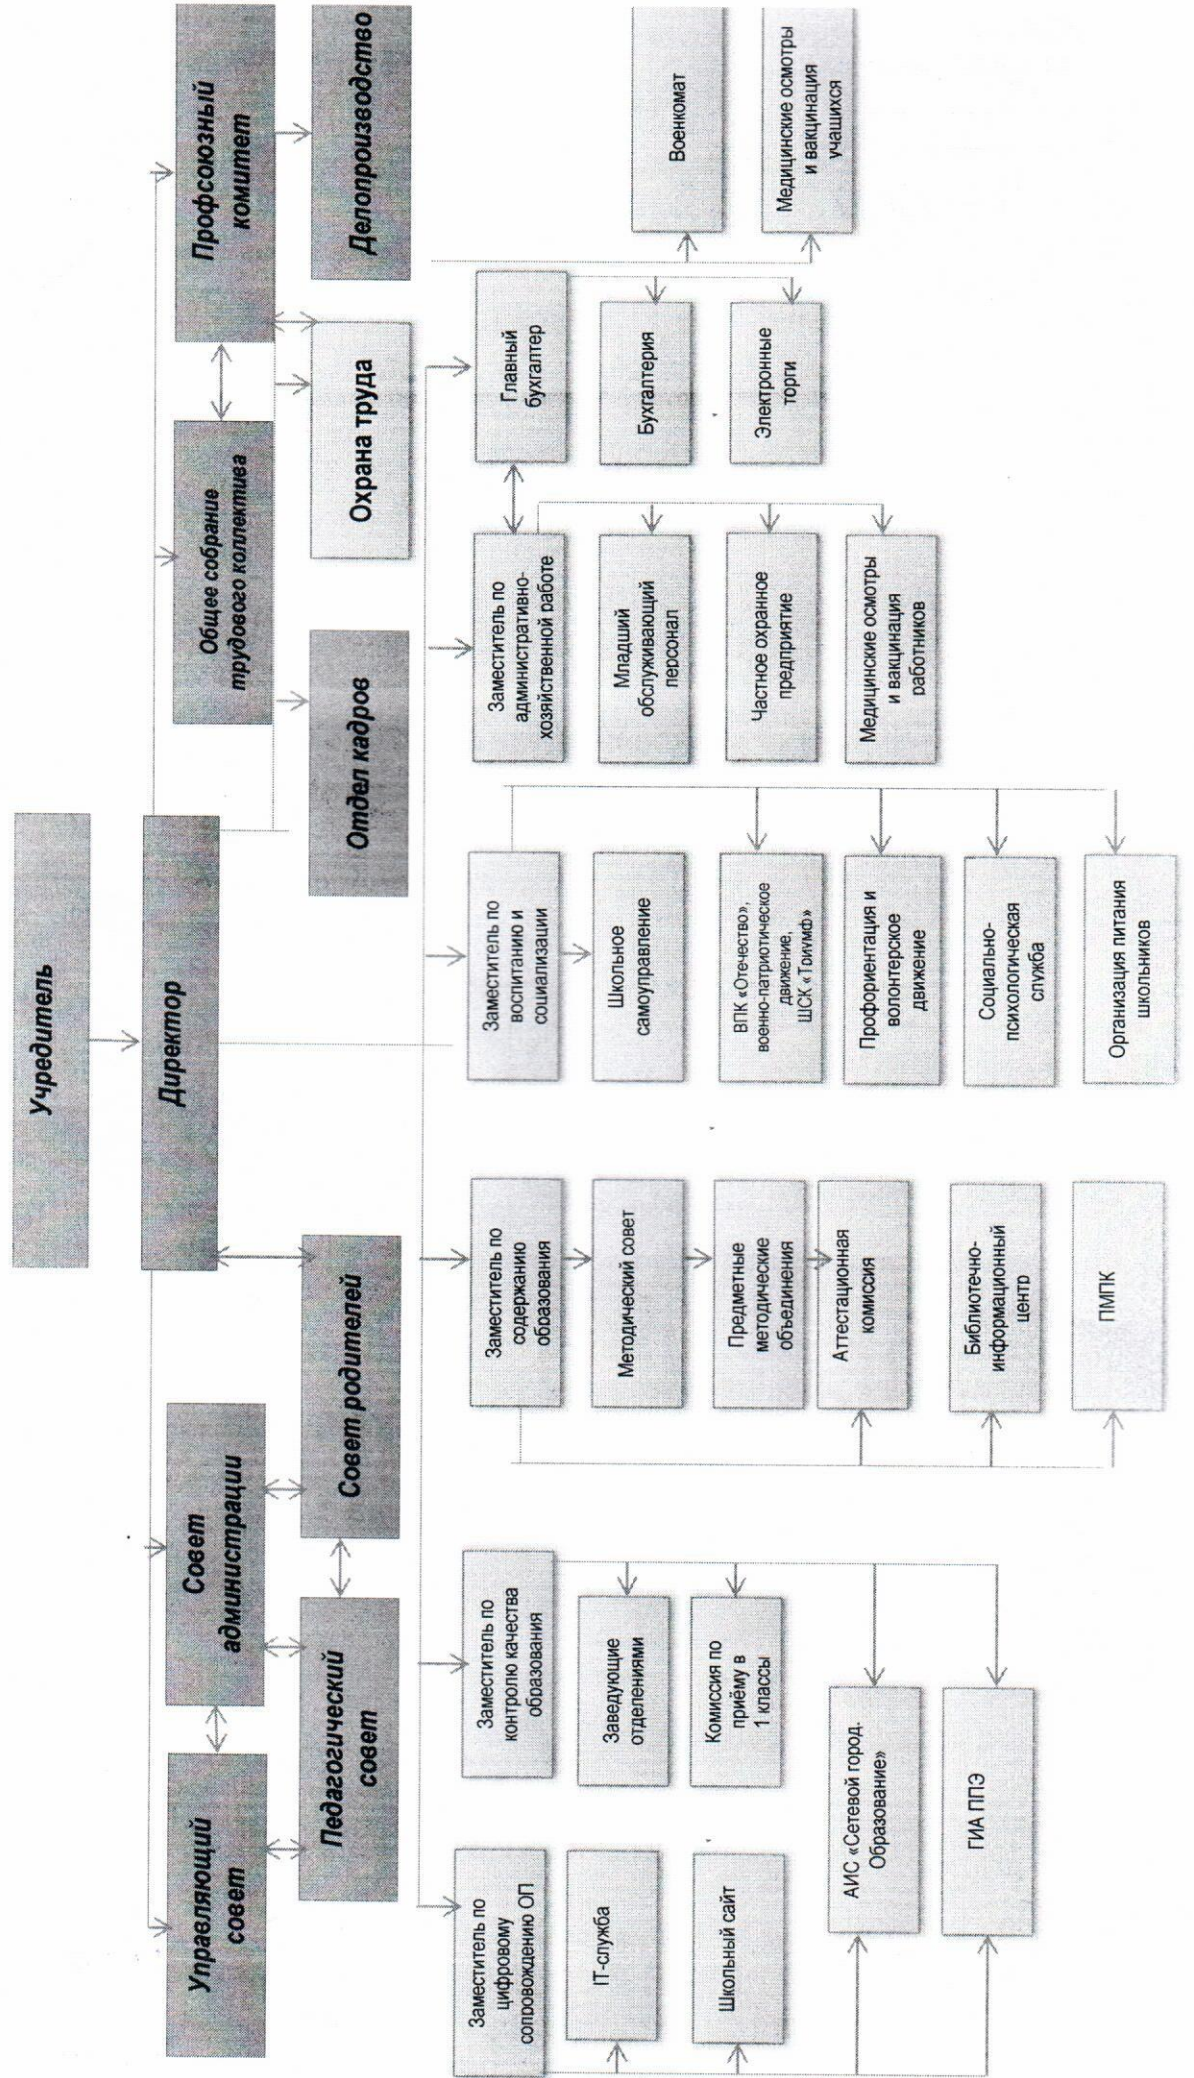 Учредитель
Директор
Управляющий
совет
Совет
администрации
Общее собрание
трудового коллектива
Профсоюзный
комитет
Педагогический
совет
Совет родителей
Отдел кадров
Охрана труда
Делопроизводство
Заместитель по
цифровому
сопровождению ОП
IT-служба
Школьный сайт
Заместитель по
контролю качества
образования
Заведующие
отделениями
Комиссия по
приёму в
1 классы
АИС «Сетевой город.
Образование»
ГИА ППЭ
Заместитель по
содержанию
образования
Методический совет
Предметные
методические
объединения
Аттестационная
комиссия
Библиотечно-
информационный
центр
ПМПК
Заместитель по
воспитанию и
социализации
Школьное
самоуправление
ВПК «Отечество»,
военно-патриотическое
движение,
ШСК «Триумф»
Профориентация и
волонтерское
движение
Социально-
психологическая
служба
Организация питания
школьников
Заместитель по
административно-
хозяйственной работе
Младший
обслуживающий
персонал
Частное охранное
предприятие
Медицинские осмотры
и вакцинация
работников
Главный
бухгалтер
Бухгалтерия
Электронные
торги
Военкомат
Медицинские осмотры
и вакцинация
учащихся